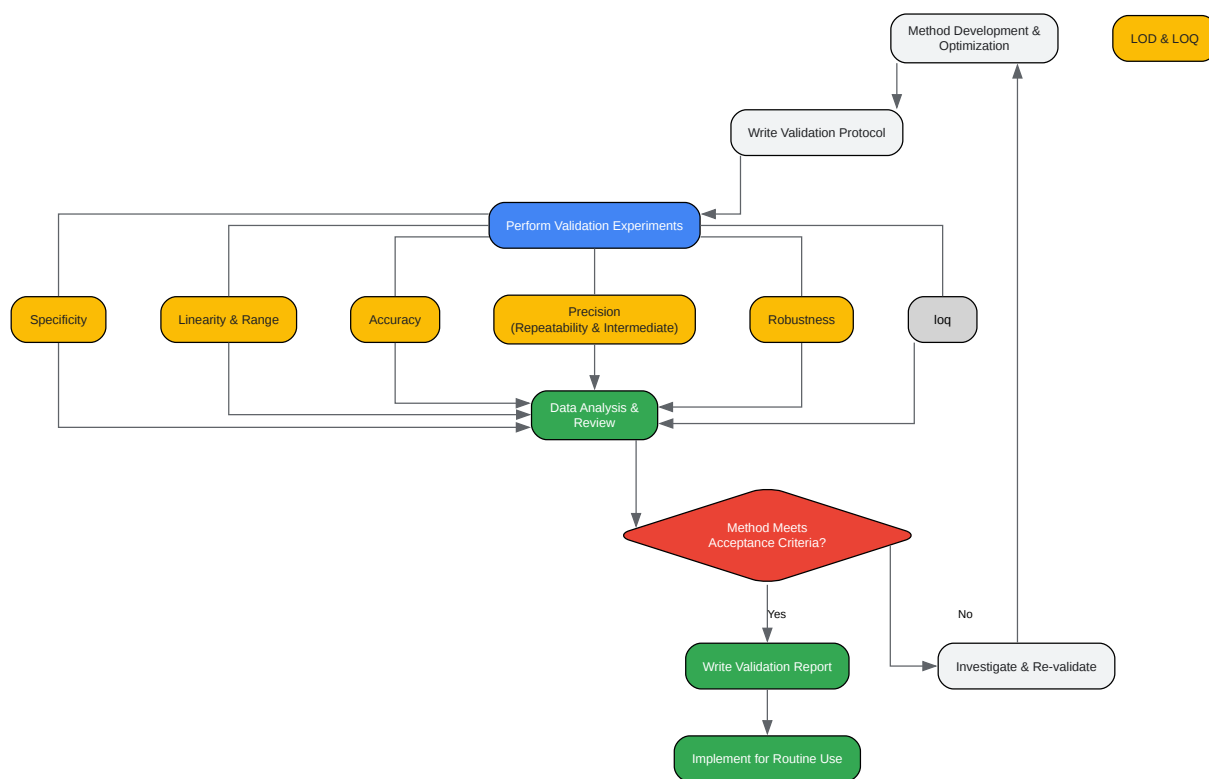 Method Development &
Optimization
LOD & LOQ
Write Validation Protocol
Perform Validation Experiments
Specificity
Linearity & Range
Accuracy
Precision
(Repeatability & Intermediate)
Robustness
loq
Data Analysis &
Review
Method Meets
Acceptance Criteria?
Yes
No
Write Validation Report
Investigate & Re-validate
Implement for Routine Use